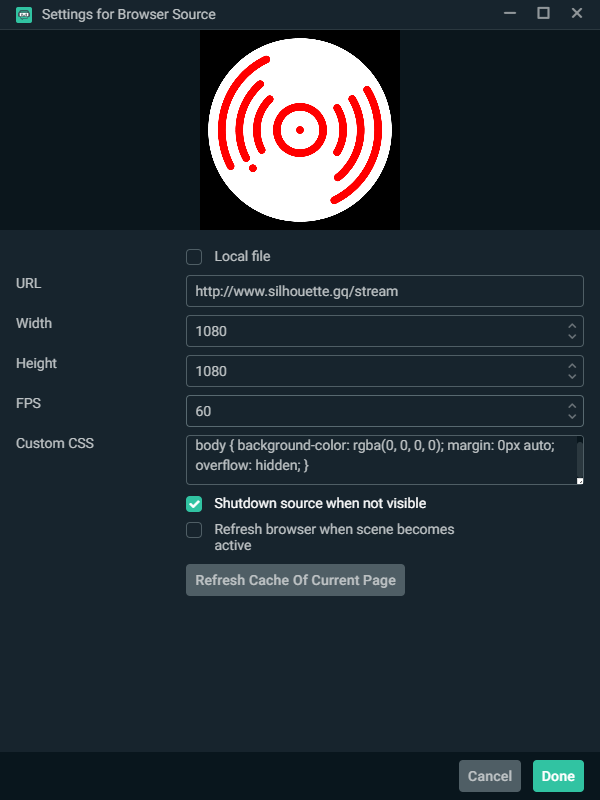 Settings for Browser Source
Local file
URL
http://www.silhouette.gq/stream
Width
1080
Height
1080
FPS
60
Custom CSS
body { background-color: rgba(0, 0, 0, 0); margin: 0px auto;
overflow: hidden; }
Shutdown source when not visible
Refresh browser when scene becomes
active
Refresh Cache Of Current Page
Cancel
Done